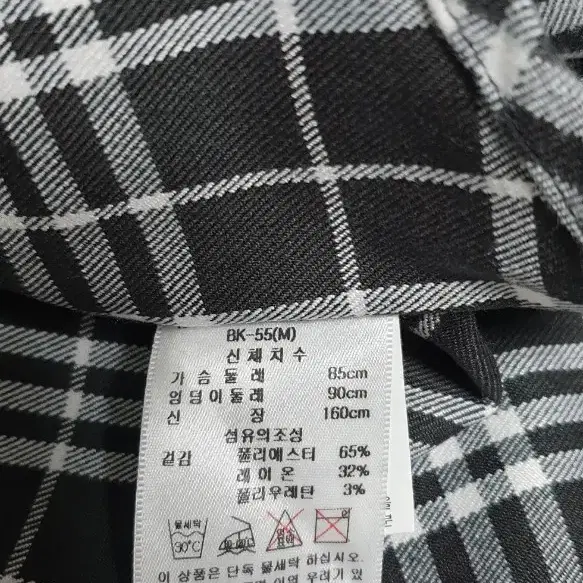 BK-55(M)
신체치수
가슴둘레 85cm
엉덩이둘레 90cm
신 장 160cm
섬유의조성
겉감 폴리에스터 65%
레이온 32%
폴리우레탄 3%
물세탁
30°C
이 상품은 단독 물세탁 하십시오.